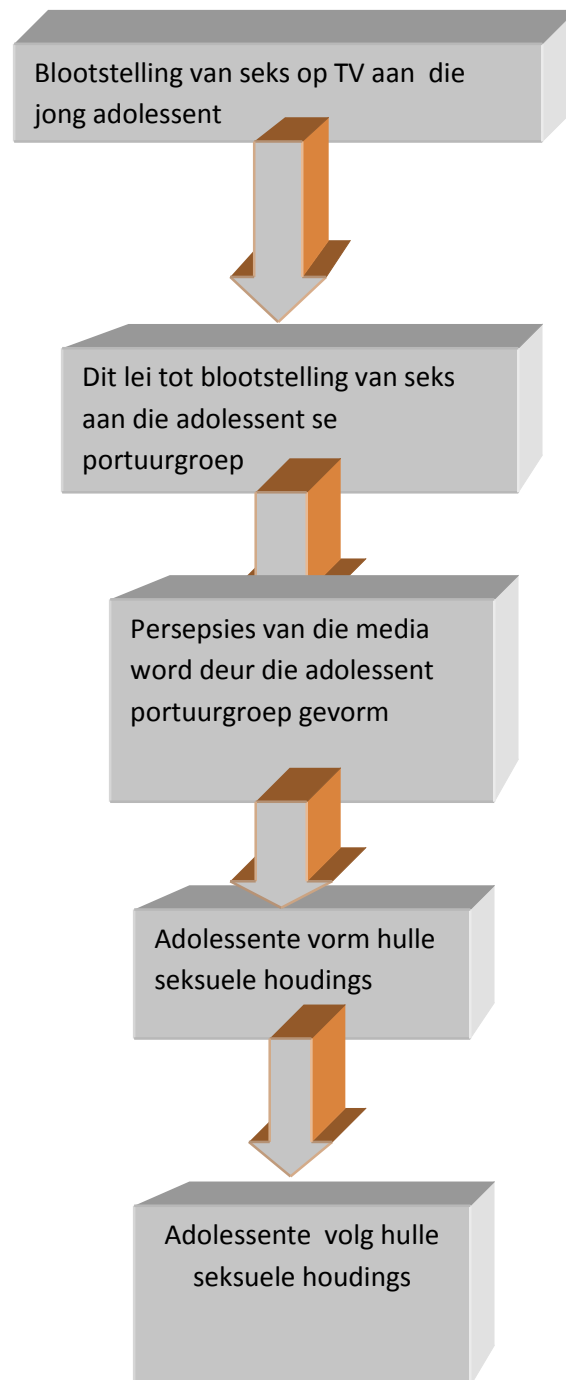 Blootstelling van seks op TV aan  die
jong adolessent
Dit lei tot blootstelling van seks
aan die adolessent se
portuurgroep
Persepsies van die media
word deur die adolessent
portuurgroep gevorm
Adolessente vorm hulle
seksuele houdings
Adolessente  volg hulle
seksuele houdings